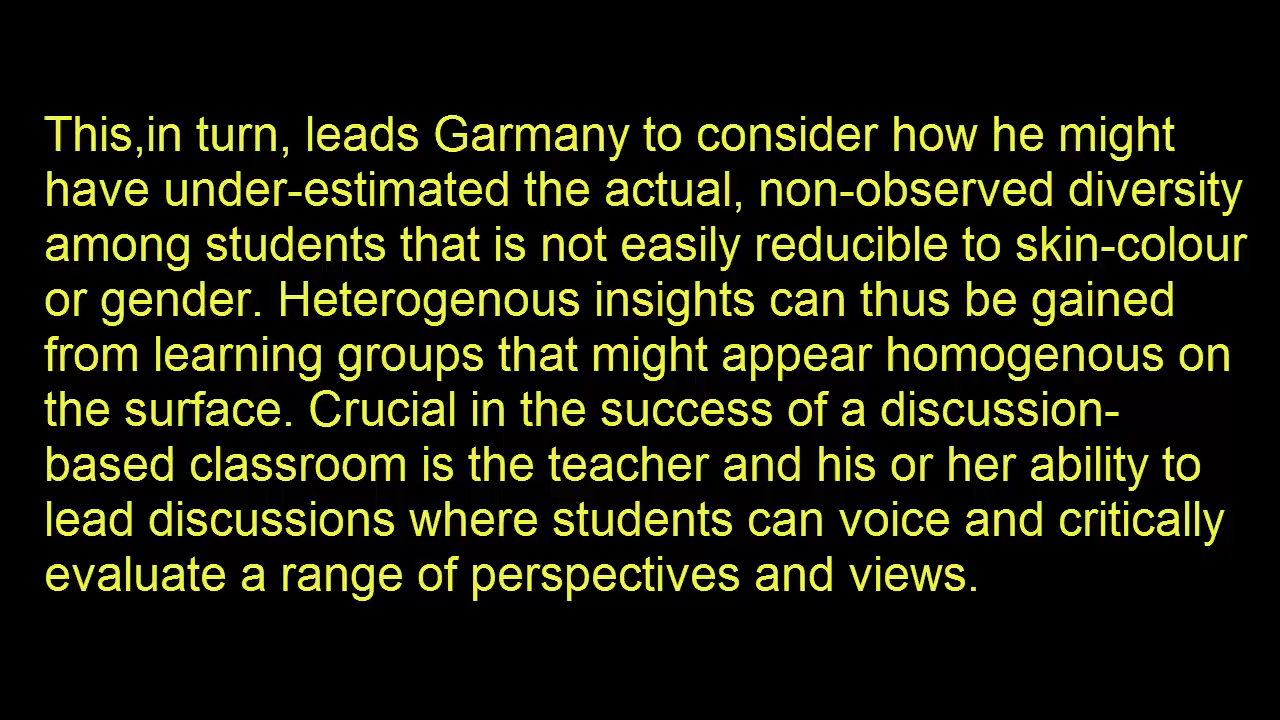 This,in turn, leads Garmany to consider how he might
have under-estimated the actual, non-observed diversity
among students that is not easily reducible to skin-colour
or gender. Heterogenous insights can thus be gained
from learning groups that might appear homogenous on
the surface. Crucial in the success of a discussion-
based classroom is the teacher and his or her ability to
lead discussions where students can voice and critically
evaluate a range of perspectives and views.